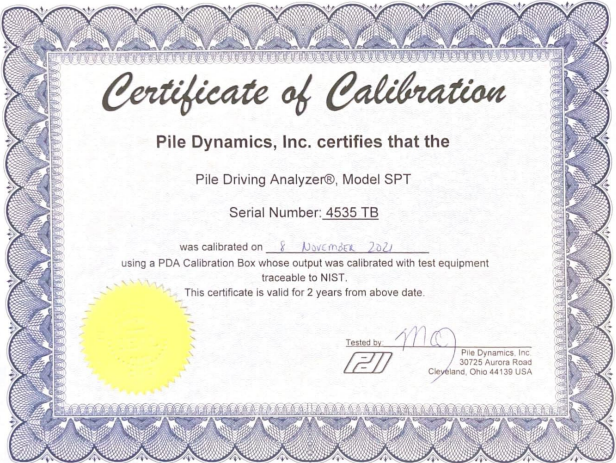 Certificate of Calibration
Pile Dynamics, Inc. certifies that the
Pile Driving Analyzer®, Model SPT
Serial Number: 4535 TB
was calibrated on 8 November 2021
using a PDA Calibration Box whose output was calibrated with test equipment
traceable to NIST.
This certificate is valid for 2 years from above date.
Tested by:
PDI
Pile Dynamics, Inc.
30725 Aurora Road
Cleveland, Ohio 44139 USA